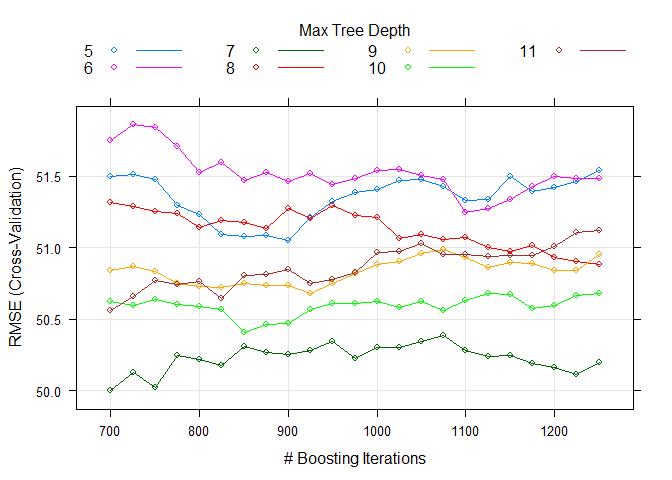 Max Tree Depth
5 7 9 11
6 8 10
RMSE (Cross-Validation)
51.5
51.0
50.5
50.0
700 800 900 1000 1100 1200
# Boosting Iterations